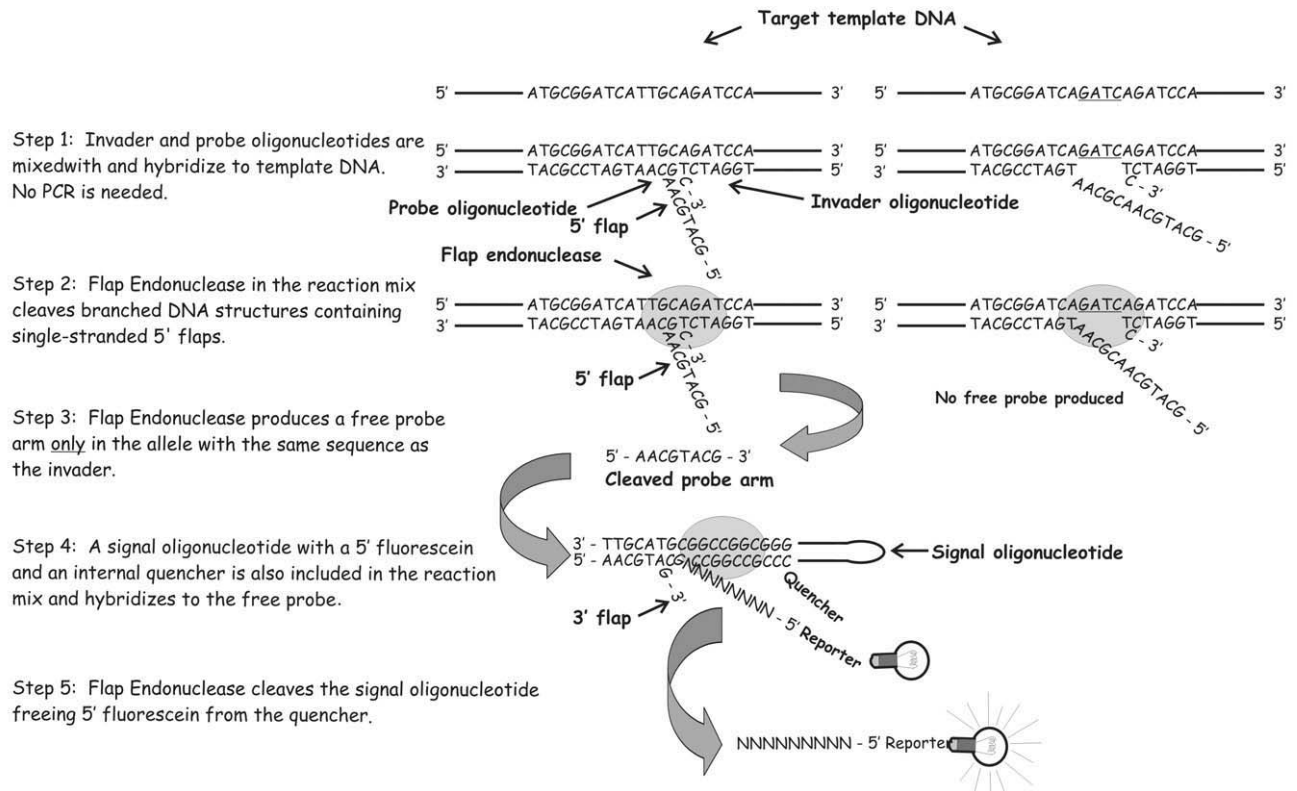 Target template DNA
5' ATGCGGATCATTGCAGATCCA 3'
5' ATGCGGATCAGATCAGATCCA 3'
Step 1: Invader and probe oligonucleotides are
mixedwith and hybridize to template DNA.
No PCR is needed.
5' ATGCGGATCATTGCAGATCCA 3'
3' TACGCCTAGTAACGTCTAGGT 5'
C - 3'
AACGTACG - 5'
Probe oligonucleotide
5' flap
Invader oligonucleotide
5' ATGCGGATCAGATCAGATCCA 3'
3' TACGCCTAGT TCTAGGT 5'
C - 3'
AACGCAACGTACG - 5'
Flap endonuclease
Step 2: Flap Endonuclease in the reaction mix
cleaves branched DNA structures containing
single-stranded 5' flaps.
5' ATGCGGATCATTGCAGATCCA 3'
3' TACGCCTAGTAACGTCTAGGT 5'
C - 3'
AACGTACG - 5'
5' flap
5' ATGCGGATCAGATCAGATCCA 3'
3' TACGCCTAGT TCTAGGT 5'
C - 3'
AACGCAACGTACG - 5'
No free probe produced
Step 3: Flap Endonuclease produces a free probe
arm only in the allele with the same sequence as
the invader.
5' - AACGTACG - 3'
Cleaved probe arm
Step 4: A signal oligonucleotide with a 5' fluorescein
and an internal quencher is also included in the reaction
mix and hybridizes to the free probe.
3' - TTGCATGCGGCCGGCGGG
5' - AACGTACGNCCGGCCGCCC
Signal oligonucleotide
G - 3'
NNNNNNNN - 5' Reporter
Quencher
3' flap
Step 5: Flap Endonuclease cleaves the signal oligonucleotide
freeing 5' fluorescein from the quencher.
NNNNNNNNN - 5' Reporter